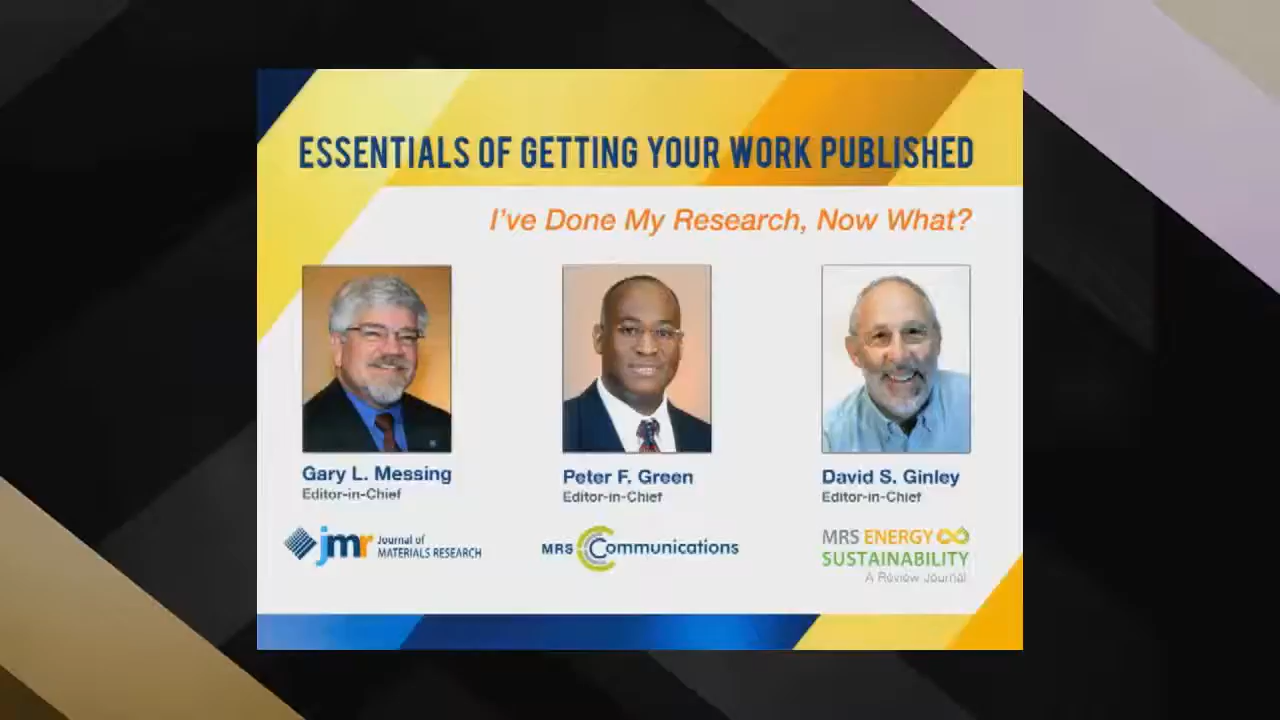 ESSENTIALS OF GETTING YOUR WORK PUBLISHED
I've Done My Research, Now What?
Gary L. Messing
Editor-in-Chief
Peter F. Green
Editor-in-Chief
David S. Ginley
Editor-in-Chief
jmr Journal of
MATERIALS RESEARCH
MRS Communications
MRS ENERGY
SUSTAINABILITY
A Review Journal